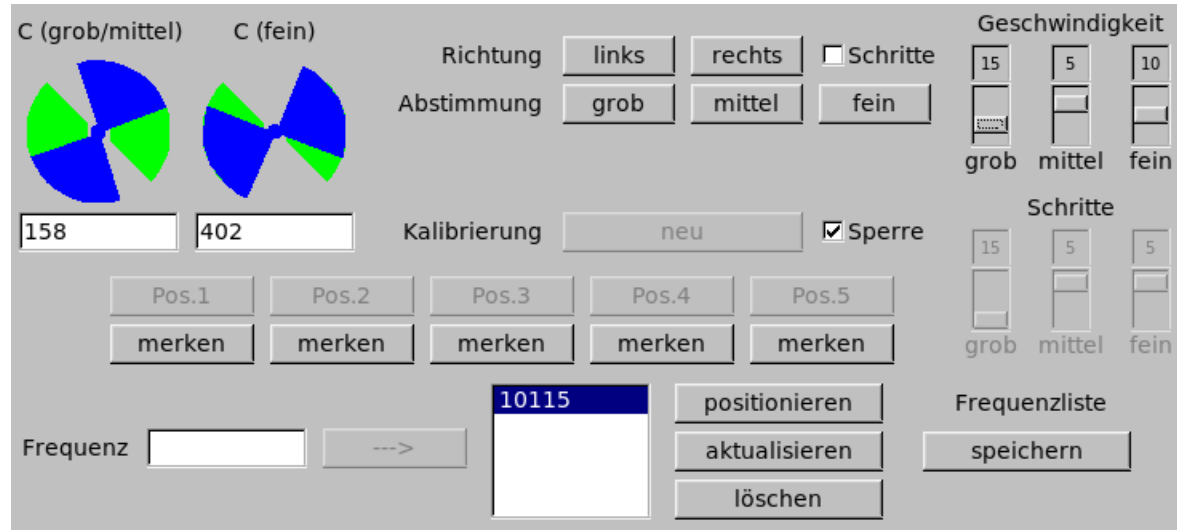 C (grob/mittel) C (fein)
158 402
Richtung links rechts Schritte
Abstimmung grob mittel fein
Kalibrierung neu Sperre
Geschwindigkeit
15 5 10
grob mittel fein
Schritte
15 5 5
grob mittel fein
Pos.1 Pos.2 Pos.3 Pos.4 Pos.5
merken merken merken merken merken
Frequenz --->
10115
positionieren
aktualisieren
löschen
Frequenzliste
speichern